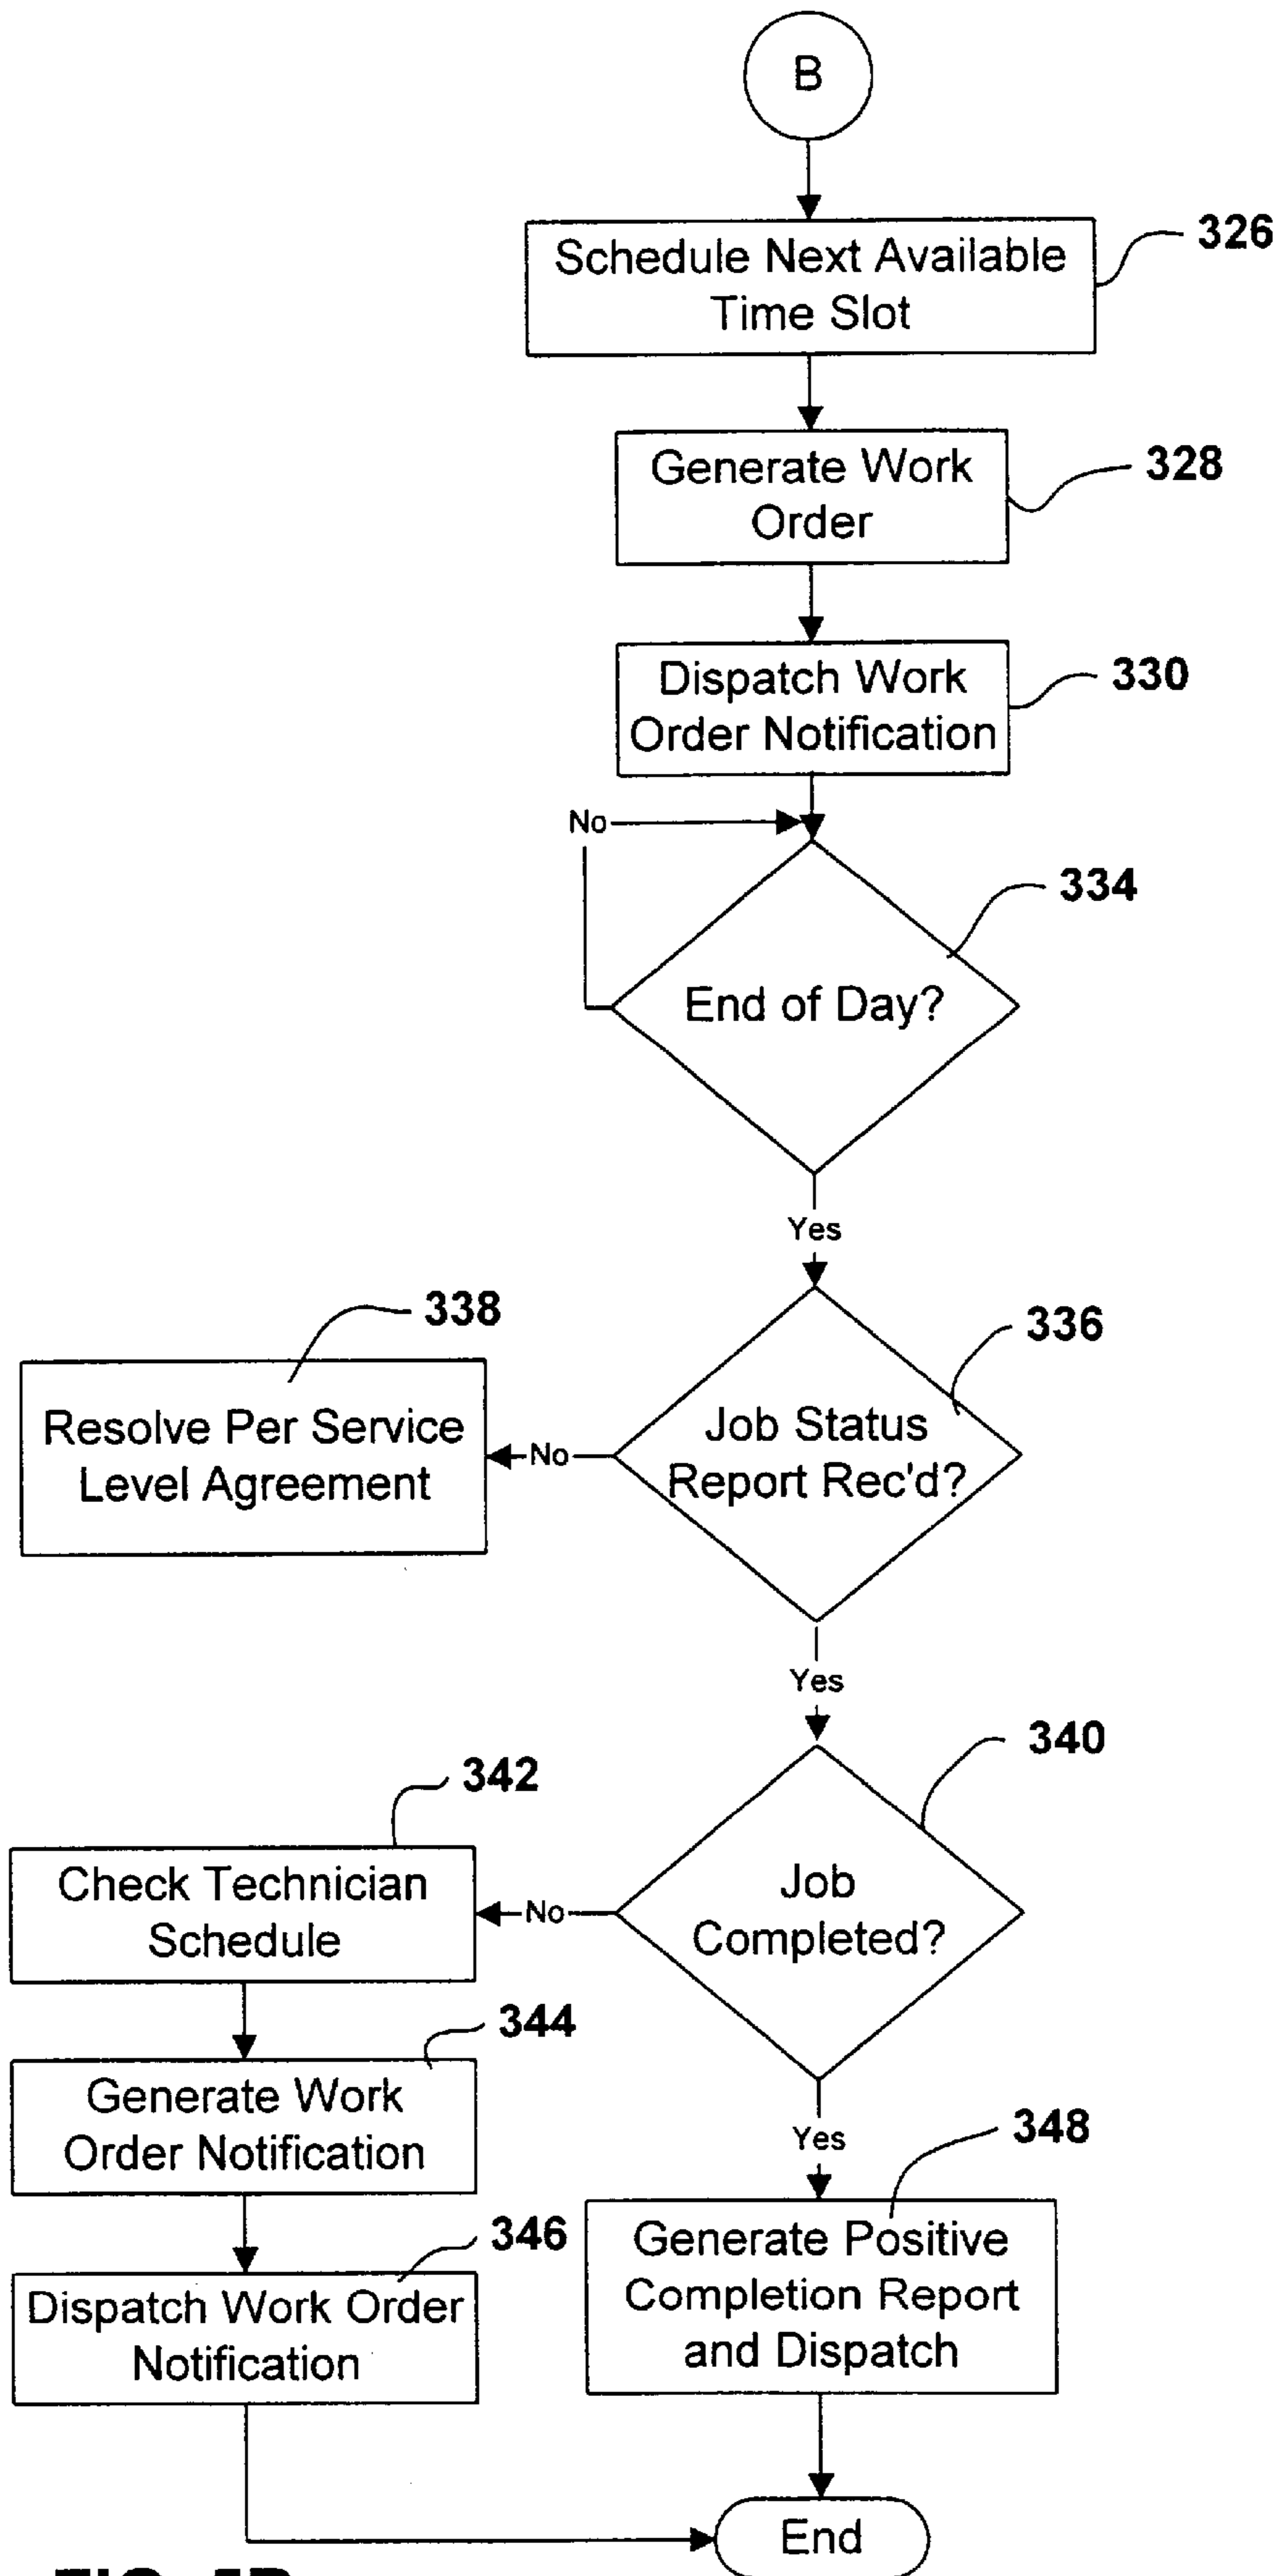 B
Schedule Next Available
Time Slot
326
Generate Work
Order
328
Dispatch Work
Order Notification
330
No
End of Day?
334
Yes
338
Resolve Per Service
Level Agreement
No
Job Status
Report Rec'd?
336
Yes
340
342
Check Technician
Schedule
No
Job
Completed?
344
Generate Work
Order Notification
Yes
348
346
Dispatch Work Order
Notification
Generate Positive
Completion Report
and Dispatch
End